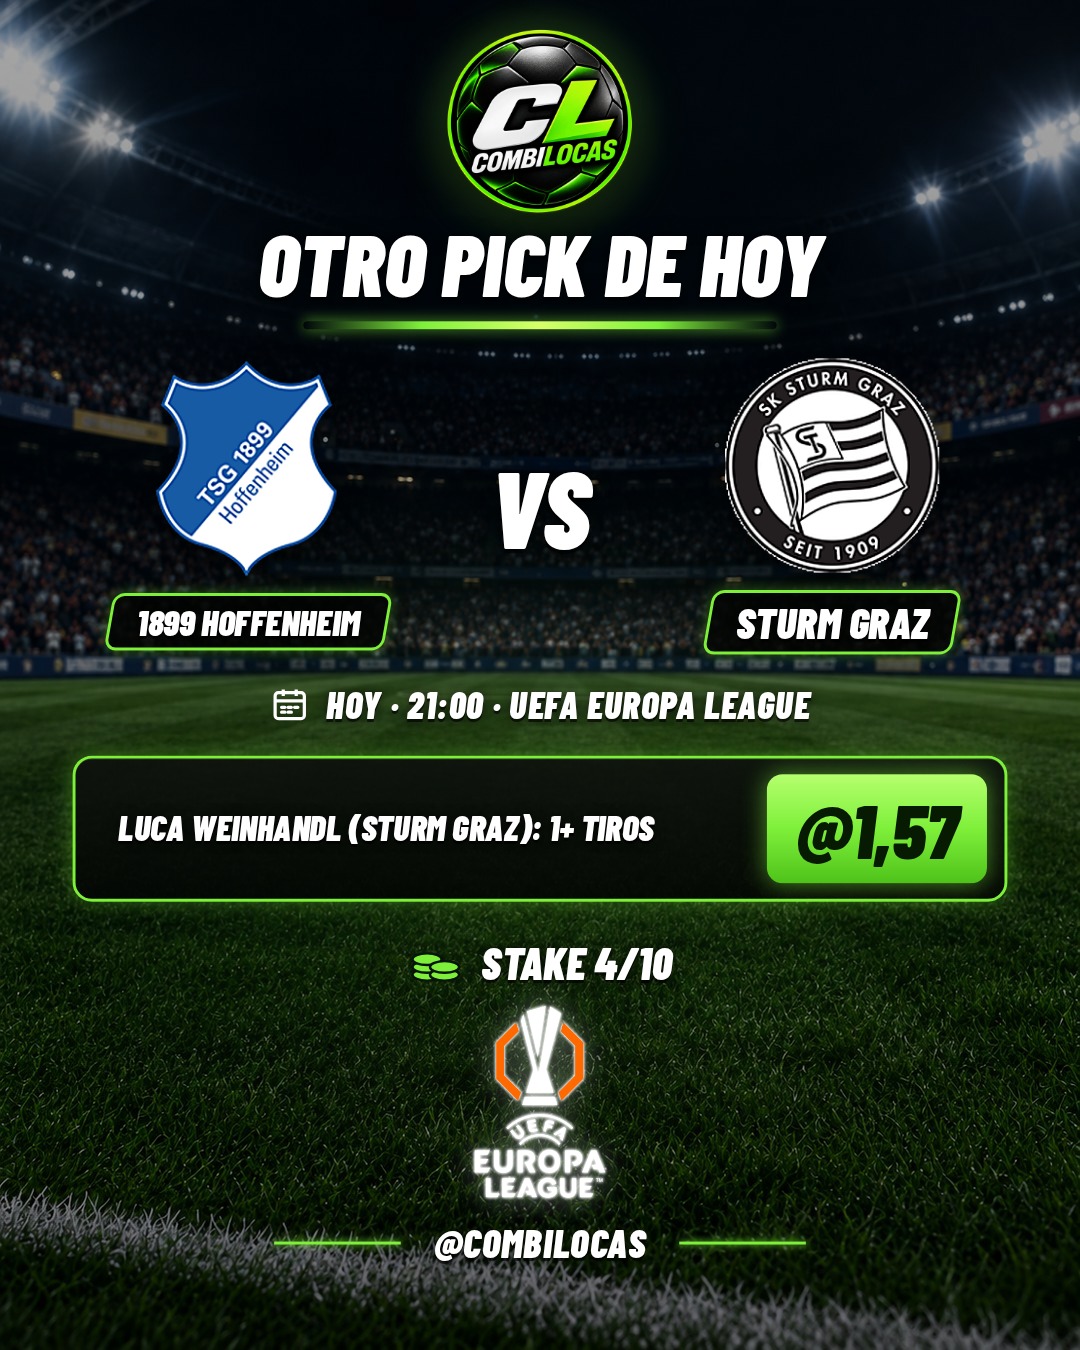 CL
COMBILOCAS
OTRO PICK DE HOY
TSG 1899
Hoffenheim
VS
SK STURM GRAZ
SEIT 1909
1899 HOFFENHEIM
STURM GRAZ
HOY · 21:00 · UEFA EUROPA LEAGUE
LUCA WEINHANDL (STURM GRAZ): 1+ TIROS
@1,57
STAKE 4/10
UEFA
EUROPA
LEAGUE™
@COMBILOCAS